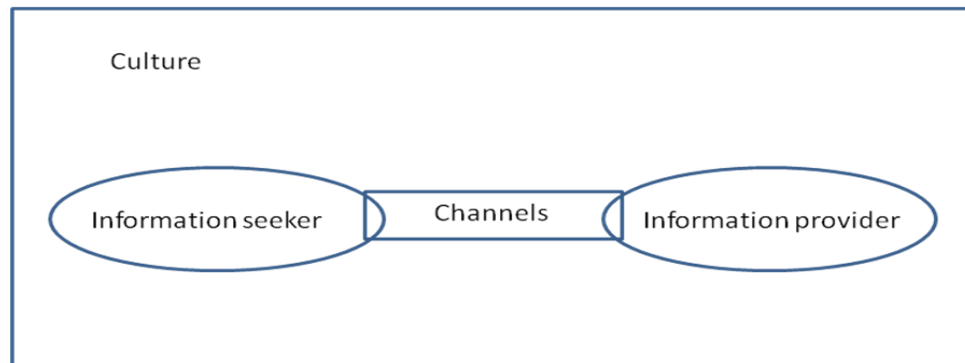 Culture
Information seeker
Channels
Information provider